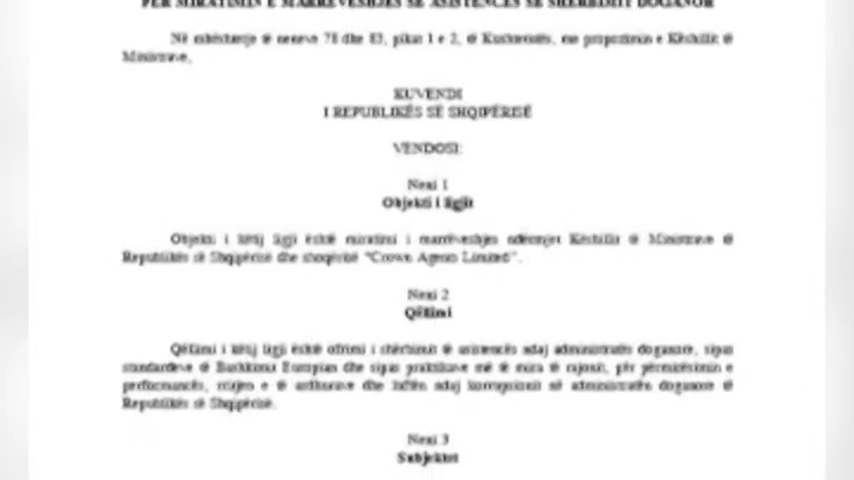 PËR MIRATIMIN E MARRËVESHJES SË ASISTENCËS SË SHËRBIMIT DOGANOR
Në mbështetje të neneve 78 dhe 83, pika 1 e 2, të Kushtetutës, me propozimin e Këshillit të
Ministrave,
KUVENDI
I REPUBLIKËS SË SHQIPËRISË
VENDOSI:
Neni 1
Objekti i ligjit
Objekti i këtij ligji është miratimi i marrëveshjes ndërmjet Këshillit të Ministrave të
Republikës së Shqipërisë dhe shoqërisë "Crown Agents Limited".
Neni 2
Qëllimi
Qëllimi i këtij ligji është ofrimi i shërbimit të asistencës ndaj administratës doganore, sipas
standardeve të Bashkimit Europian dhe sipas praktikave më të mira të rajonit, për përmirësimin e
performancës, rritjen e të ardhurave dhe luftën ndaj korrupsionit në administratën doganore të
Republikës së Shqipërisë.
Neni 3
Subjektet